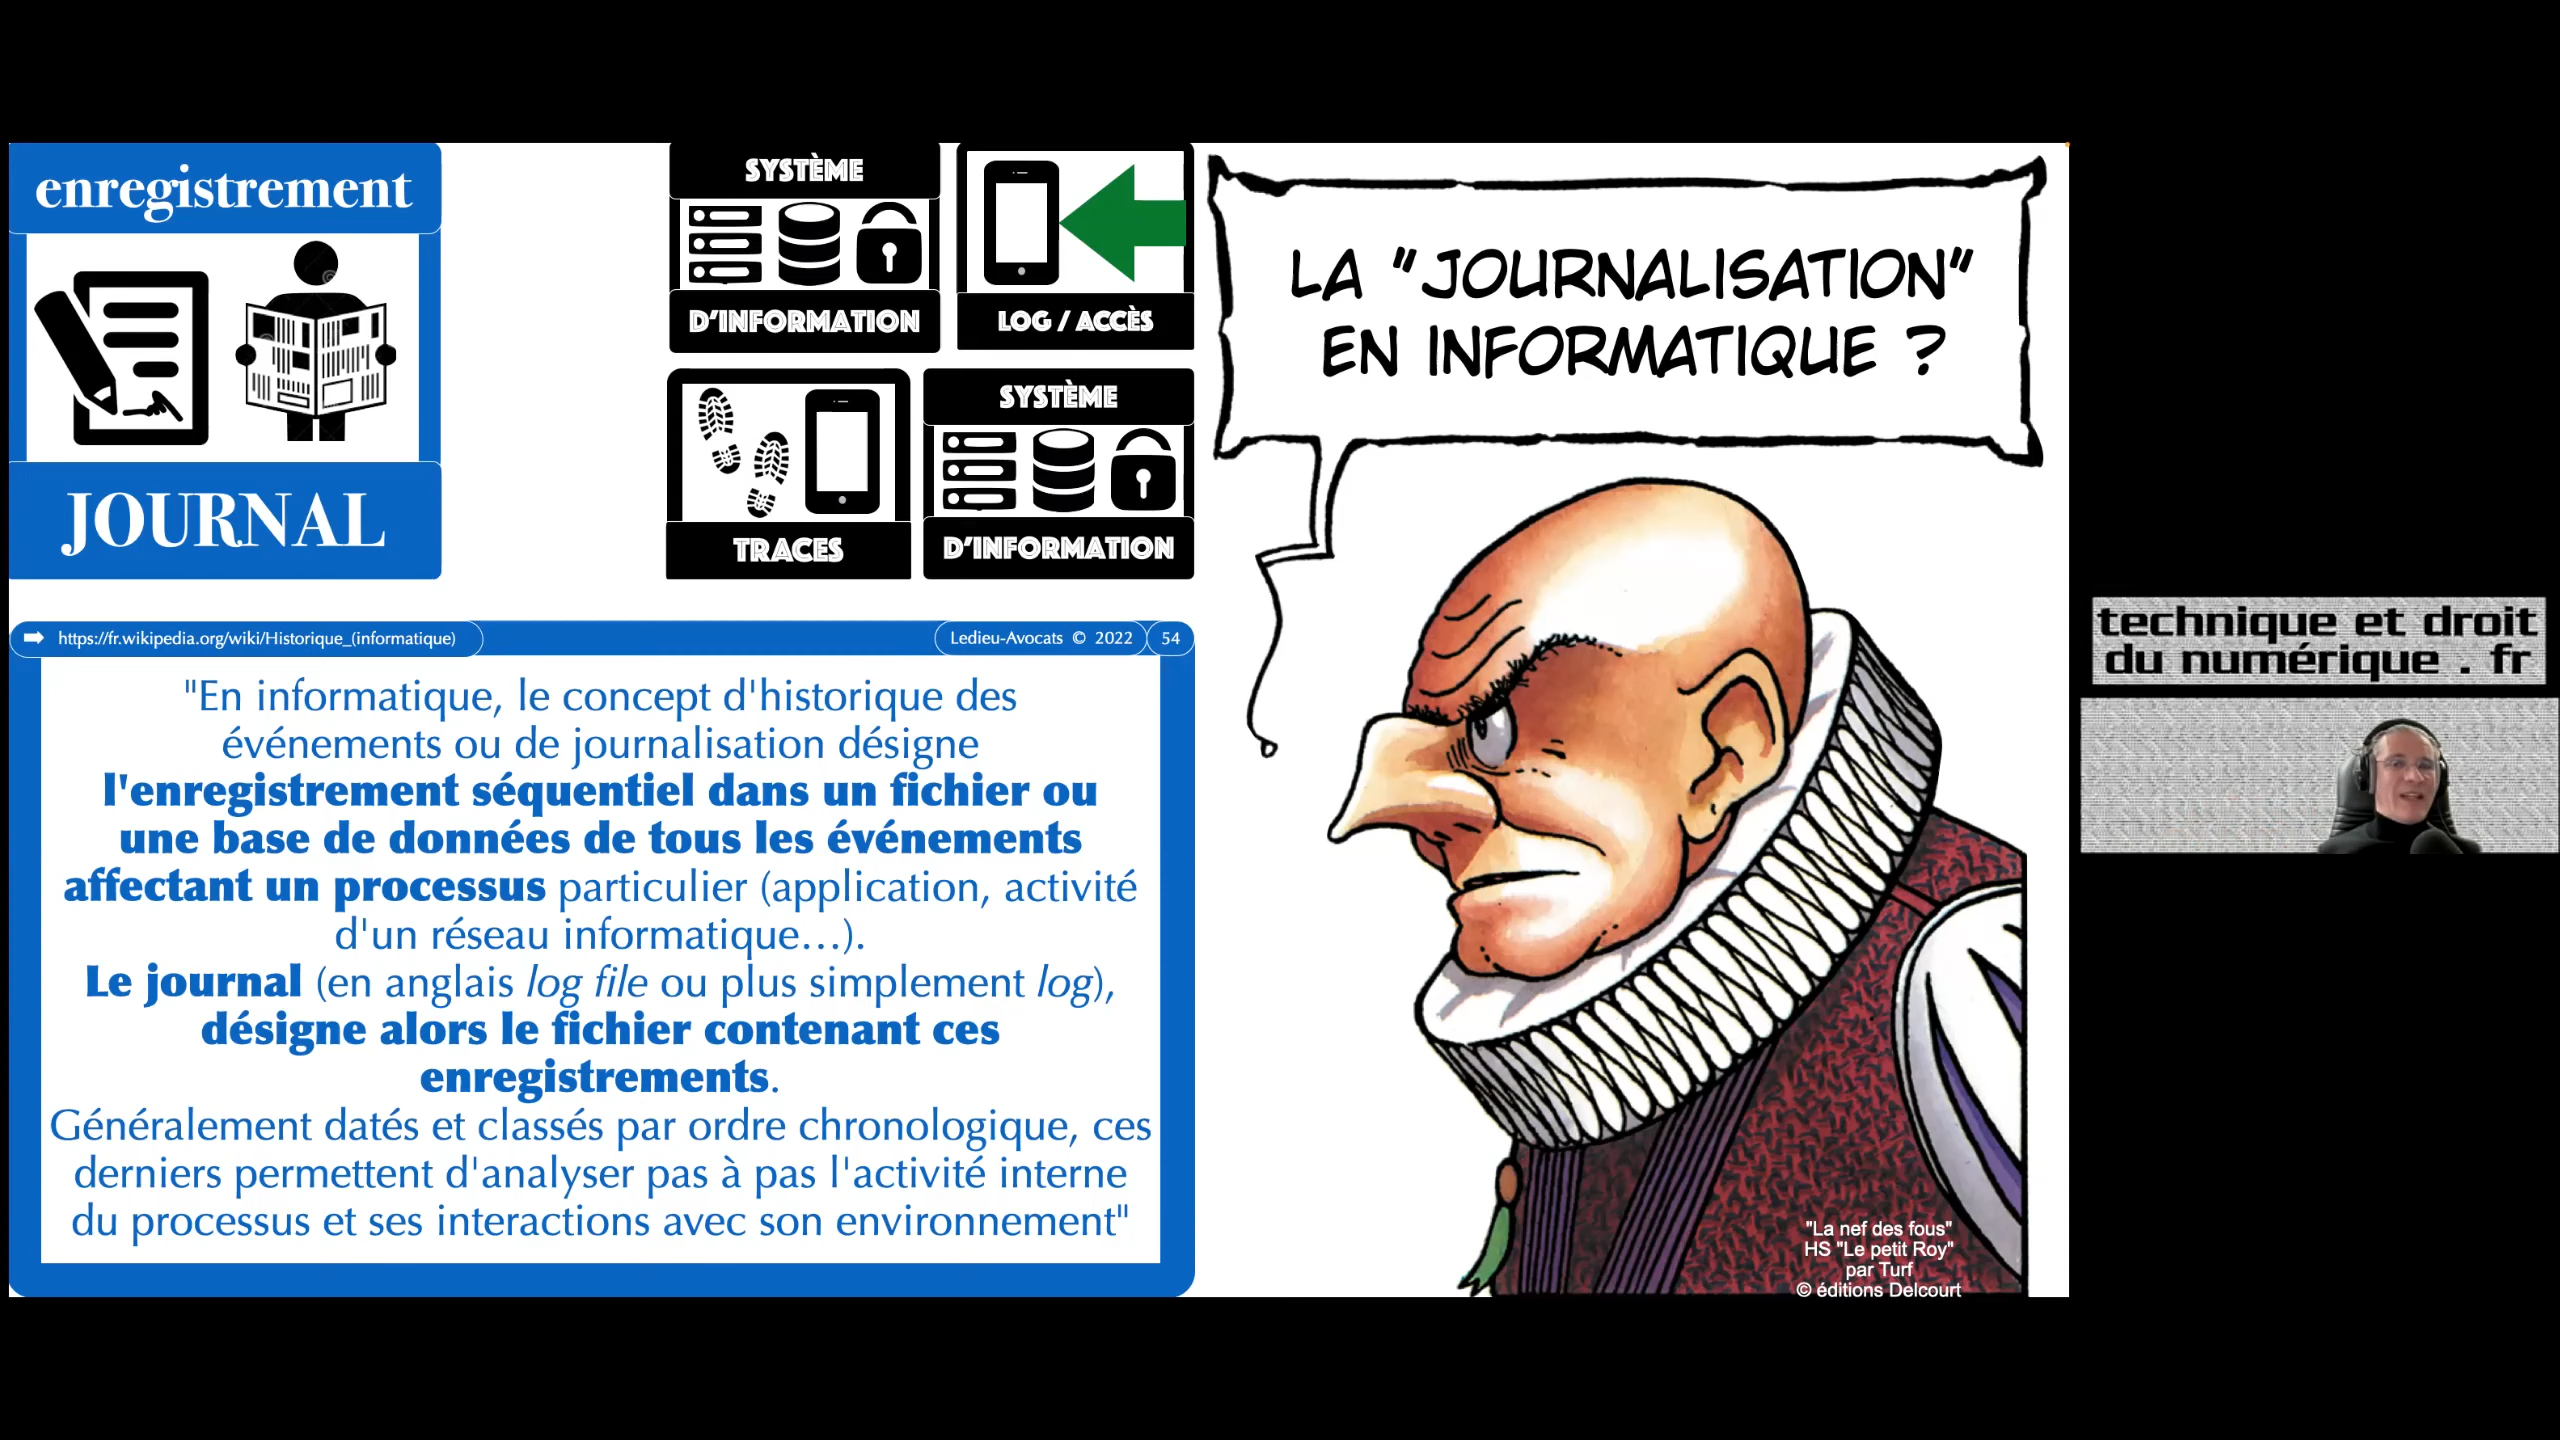 enregistrement
JOURNAL
SYSTÈME
D'INFORMATION
LOG / ACCÈS
TRACES
SYSTÈME
D'INFORMATION
https://fr.wikipedia.org/wiki/Historique_(informatique)
Ledieu-Avocats © 2022
54
"En informatique, le concept d'historique des
événements ou de journalisation désigne
l'enregistrement séquentiel dans un fichier ou
une base de données de tous les événements
affectant un processus particulier (application, activité
d'un réseau informatique…).
Le journal (en anglais log file ou plus simplement log),
désigne alors le fichier contenant ces
enregistrements.
Généralement datés et classés par ordre chronologique, ces
derniers permettent d'analyser pas à pas l'activité interne
du processus et ses interactions avec son environnement"
LA "JOURNALISATION"
EN INFORMATIQUE ?
"La nef des fous"
HS "Le petit Roy"
par Turf
© éditions Delcourt
technique et droit
du numérique . fr